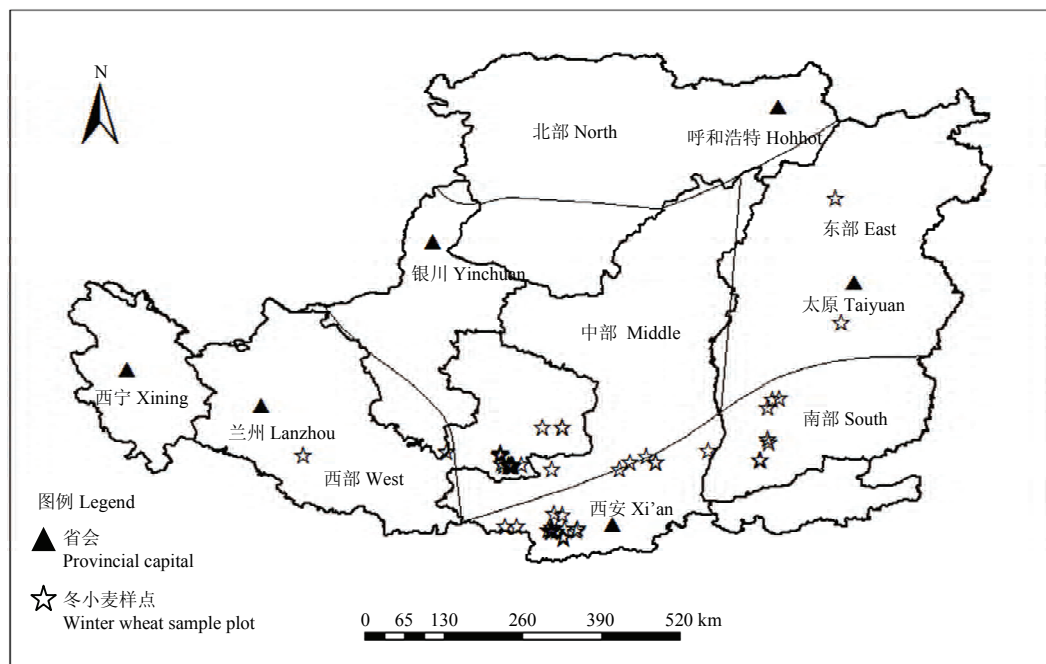 N
北部 North
呼和浩特 Hohhot
东部 East
银川 Yinchuan
太原 Taiyuan
中部 Middle
西宁 Xining
兰州 Lanzhou
南部 South
西部 West
西安 Xi’an
图例 Legend
省会
Provincial capital
冬小麦样点
Winter wheat sample plot
0 65 130 260 390 520 km